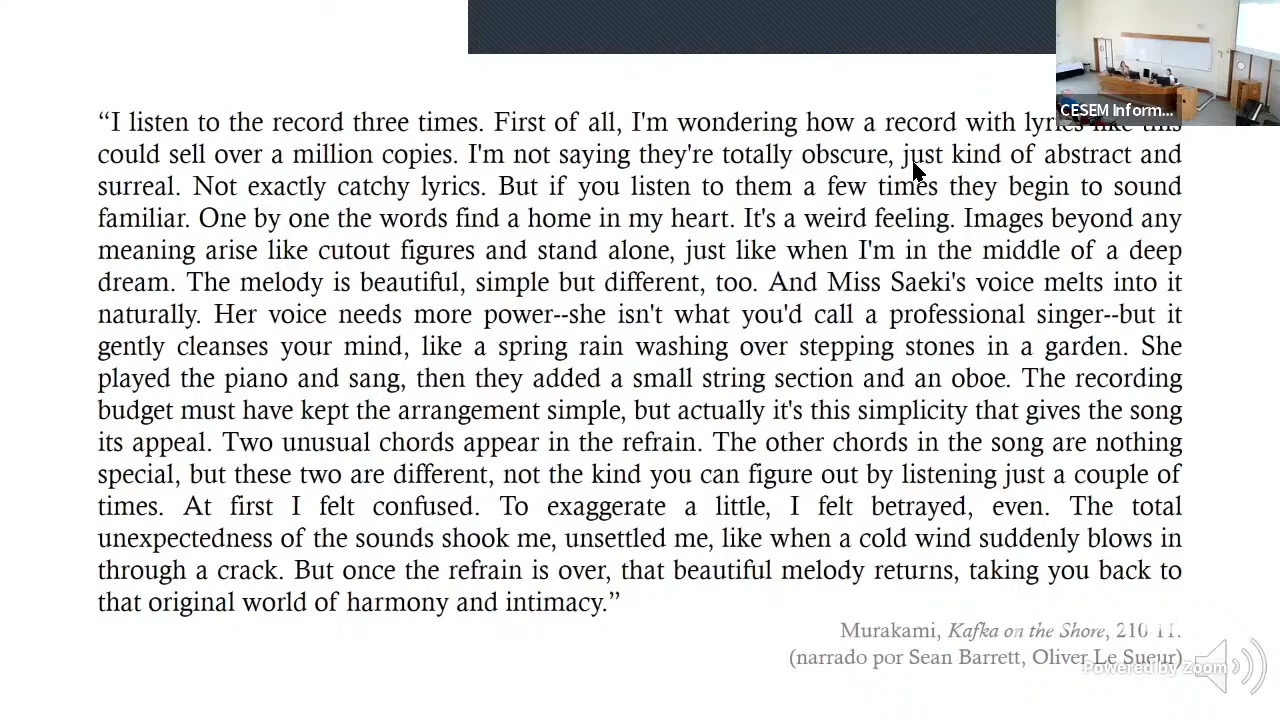 CESEM Inform...
“I listen to the record three times. First of all, I'm wondering how a record with lyrics like this
could sell over a million copies. I'm not saying they're totally obscure, just kind of abstract and
surreal. Not exactly catchy lyrics. But if you listen to them a few times they begin to sound
familiar. One by one the words find a home in my heart. It's a weird feeling. Images beyond any
meaning arise like cutout figures and stand alone, just like when I'm in the middle of a deep
dream. The melody is beautiful, simple but different, too. And Miss Saeki's voice melts into it
naturally. Her voice needs more power--she isn't what you'd call a professional singer--but it
gently cleanses your mind, like a spring rain washing over stepping stones in a garden. She
played the piano and sang, then they added a small string section and an oboe. The recording
budget must have kept the arrangement simple, but actually it's this simplicity that gives the song
its appeal. Two unusual chords appear in the refrain. The other chords in the song are nothing
special, but these two are different, not the kind you can figure out by listening just a couple of
times. At first I felt confused. To exaggerate a little, I felt betrayed, even. The total
unexpectedness of the sounds shook me, unsettled me, like when a cold wind suddenly blows in
through a crack. But once the refrain is over, that beautiful melody returns, taking you back to
that original world of harmony and intimacy.”
Murakami, Kafka on the Shore, 210-11.
(narrado por Sean Barrett, Oliver Le Sueur)
Powered by Zoom